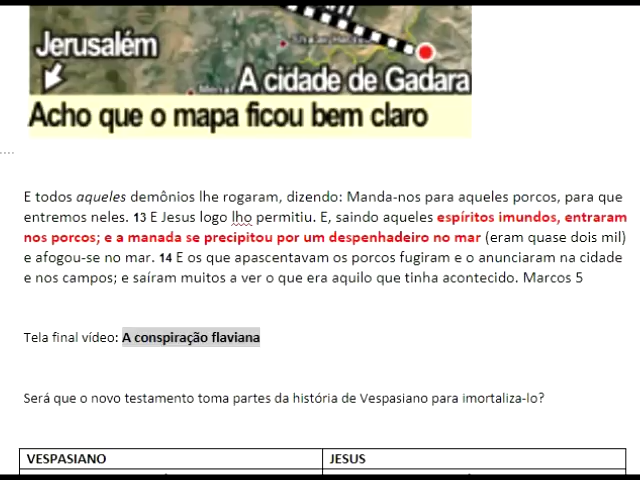 Jerusalém
A cidade de Gadara
Acho que o mapa ficou bem claro
E todos aqueles demônios lhe rogaram, dizendo: Manda-nos para aqueles porcos, para que
entremos neles. 13 E Jesus logo lho permitiu. E, saindo aqueles espíritos imundos, entraram
nos porcos; e a manada se precipitou por um despenhadeiro no mar (eram quase dois mil)
e afogou-se no mar. 14 E os que apascentavam os porcos fugiram e o anunciaram na cidade
e nos campos; e saíram muitos a ver o que era aquilo que tinha acontecido. Marcos 5
Tela final vídeo: A conspiração flaviana
Será que o novo testamento toma partes da história de Vespasiano para imortaliza-lo?
VESPASIANO JESUS